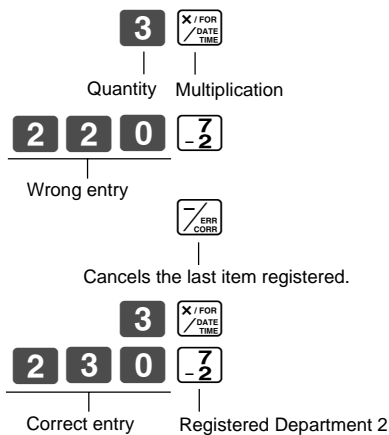 3 X / FOR / DATE TIME
Quantity Multiplication
2 2 0 7 - 2
Wrong entry
- / ERR CORR
Cancels the last item registered.
3 X / FOR / DATE TIME
2 3 0 7 - 2
Correct entry Registered Department 2